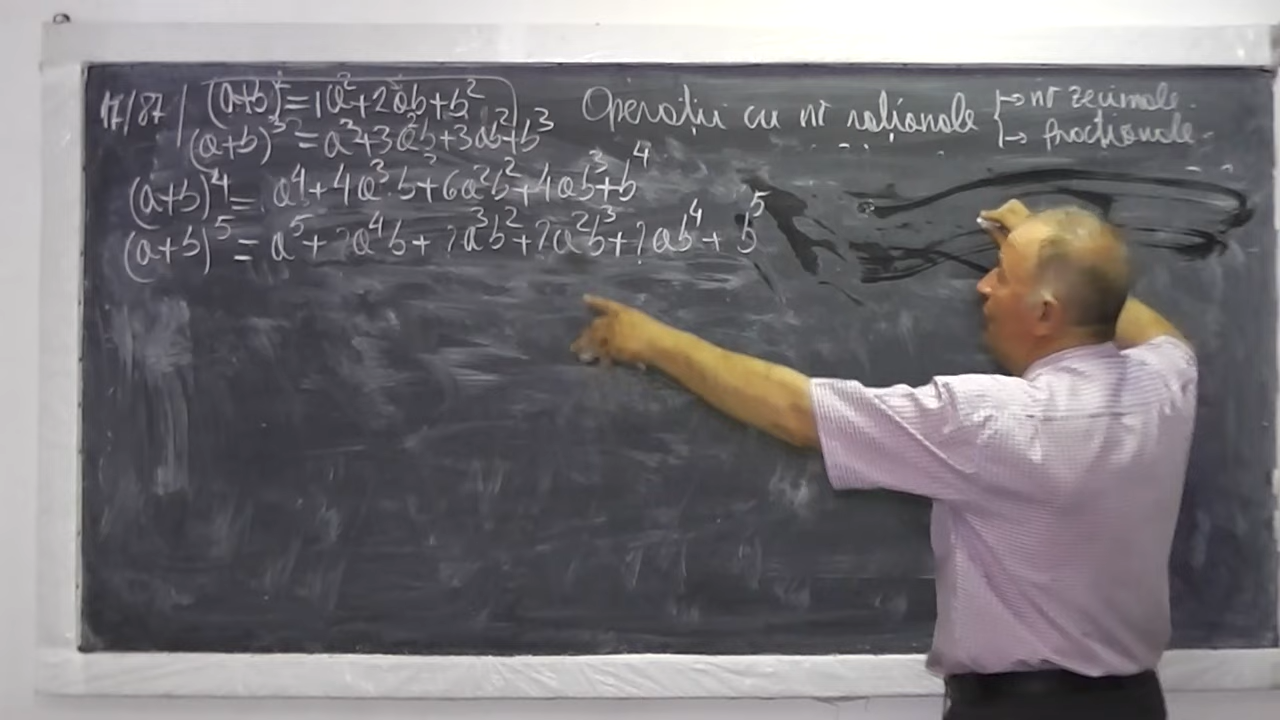 17/87 | (a+b)² = 1a²+2ab+b²
(a+b)³ = a³+3a²b+3ab²+b³
(a+b)⁴ = a⁴+4a³b+6a²b²+4ab³+b⁴
(a+b)⁵ = a⁵+?a⁴b+?a³b²+?a²b³+?ab⁴+b⁵
Operații cu nr raționale { → nr zecimale
→ fracționale